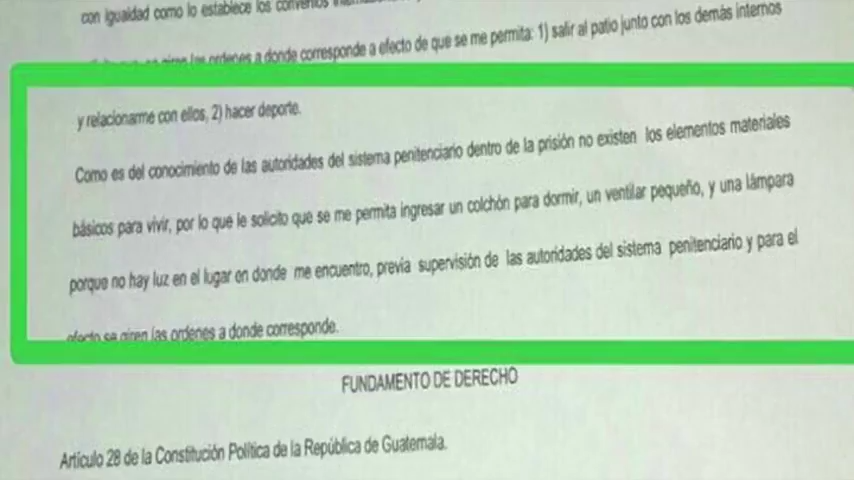 con igualdad como lo establece los convenios
se giren las ordenes a donde corresponde a efecto de que se me permita: 1) salir al patio junto con los demás internos
y relacionarme con ellos, 2) hacer deporte.
Como es del conocimiento de las autoridades del sistema penitenciario dentro de la prisión no existen los elementos materiales
básicos para vivir, por lo que le solicito que se me permita ingresar un colchón para dormir, un ventilar pequeño, y una lámpara
porque no hay luz en el lugar en donde me encuentro, previa supervisión de las autoridades del sistema penitenciario y para el
efecto se giren las ordenes a donde corresponde.
FUNDAMENTO DE DERECHO
Artículo 28 de la Constitución Política de la República de Guatemala.